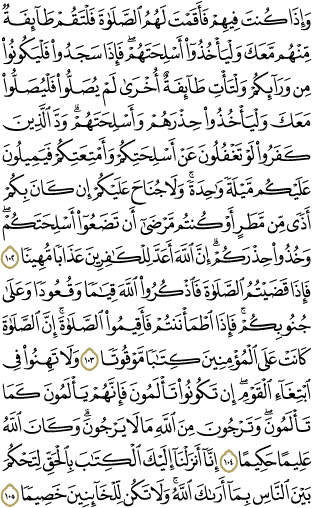 وَإِذَا كُنتَ فِيهِمْ فَأَقَمْتَ لَهُمُ ٱلصَّلَوٰةَ فَلْتَقُمْ طَآئِفَةٌ
مِّنْهُم مَّعَكَ وَلْيَأْخُذُوٓا۟ أَسْلِحَتَهُمْ ۖ فَإِذَا سَجَدُوا۟ فَلْيَكُونُوا۟
مِن وَرَآئِكُمْ وَلْتَأْتِ طَآئِفَةٌ أُخْرَىٰ لَمْ يُصَلُّوا۟ فَلْيُصَلُّوا۟
مَعَكَ وَلْيَأْخُذُوا۟ حِذْرَهُمْ وَأَسْلِحَتَهُمْ ۗ وَدَّ ٱلَّذِينَ
كَفَرُوا۟ لَوْ تَغْفُلُونَ عَنْ أَسْلِحَتِكُمْ وَأَمْتِعَتِكُمْ فَيَمِيلُونَ
عَلَيْكُم مَّيْلَةً وَٰحِدَةً ۚ وَلَا جُنَاحَ عَلَيْكُمْ إِن كَانَ بِكُمْ
أَذًى مِّن مَّطَرٍ أَوْ كُنتُم مَّرْضَىٰٓ أَن تَضَعُوٓا۟ أَسْلِحَتَكُمْ ۖ
وَخُذُوا۟ حِذْرَكُمْ ۗ إِنَّ ٱللَّهَ أَعَدَّ لِلْكَٰفِرِينَ عَذَابًا مُّهِينًا ١٠٢
فَإِذَا قَضَيْتُمُ ٱلصَّلَوٰةَ فَٱذْكُرُوا۟ ٱللَّهَ قِيَٰمًا وَقُعُودًا وَعَلَىٰ
جُنُوبِكُمْ ۚ فَإِذَا ٱطْمَأْنَنتُمْ فَأَقِيمُوا۟ ٱلصَّلَوٰةَ ۚ إِنَّ ٱلصَّلَوٰةَ
كَانَتْ عَلَى ٱلْمُؤْمِنِينَ كِتَٰبًا مَّوْقُوتًا ١٠٣ وَلَا تَهِنُوا۟ فِى
ٱبْتِغَآءِ ٱلْقَوْمِ ۖ إِن تَكُونُوا۟ تَأْلَمُونَ فَإِنَّهُمْ يَأْلَمُونَ كَمَا
تَأْلَمُونَ ۖ وَتَرْجُونَ مِنَ ٱللَّهِ مَا لَا يَرْجُونَ ۗ وَكَانَ ٱللَّهُ
عَلِيمًا حَكِيمًا ١٠٤ إِنَّآ أَنزَلْنَآ إِلَيْكَ ٱلْكِتَٰبَ بِٱلْحَقِّ لِتَحْكُمَ
بَيْنَ ٱلنَّاسِ بِمَآ أَرَىٰكَ ٱللَّهُ ۚ وَلَا تَكُن لِّلْخَآئِنِينَ خَصِيمًا ١٠٥